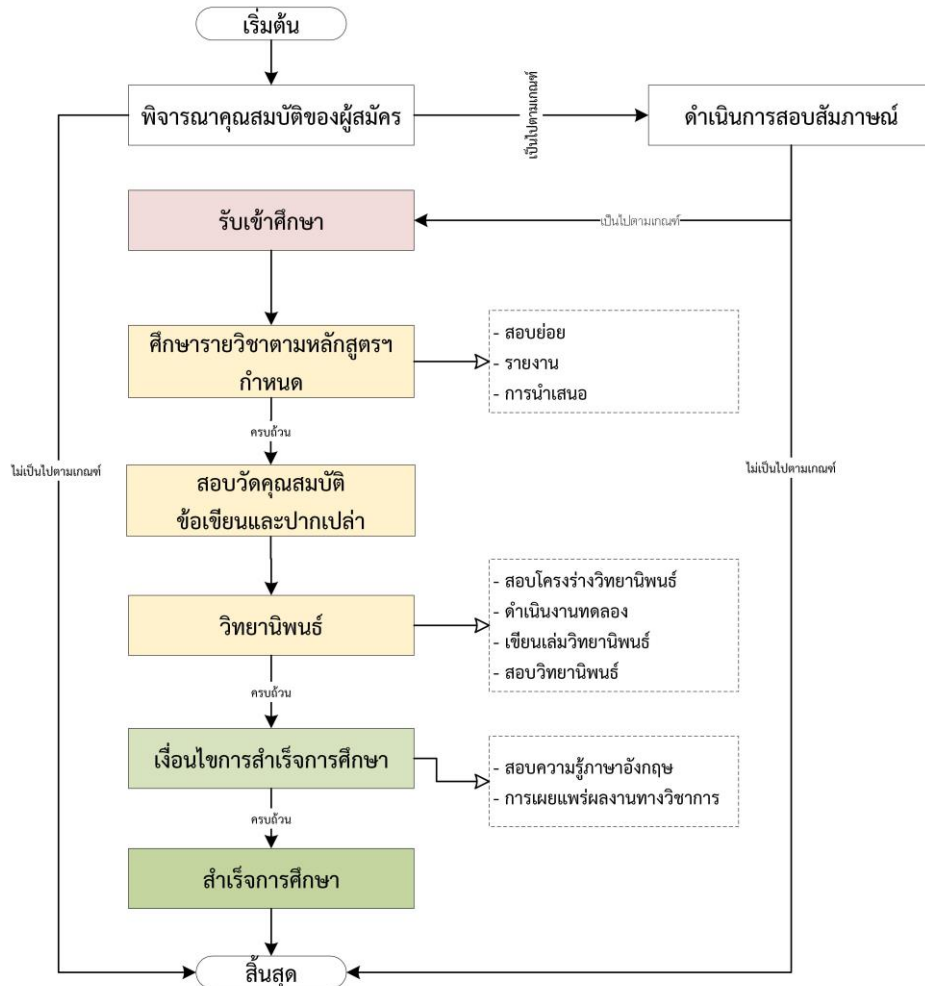 เริ่มต้น
พิจารณาคุณสมบัติของผู้สมัคร
เป็นไปตามเกณฑ์
ดำเนินการสอบสัมภาษณ์
รับเข้าศึกษา
เป็นไปตามเกณฑ์
ศึกษารายวิชาตามหลักสูตรฯ
กำหนด
- สอบย่อย
- รายงาน
- การนำเสนอ
ครบถ้วน
ไม่เป็นไปตามเกณฑ์
ไม่เป็นไปตามเกณฑ์
สอบวัดคุณสมบัติ
ข้อเขียนและปากเปล่า
วิทยานิพนธ์
- สอบโครงร่างวิทยานิพนธ์
- ดำเนินงานทดลอง
- เขียนเล่มวิทยานิพนธ์
- สอบวิทยานิพนธ์
ครบถ้วน
เงื่อนไขการสำเร็จการศึกษา
- สอบความรู้ภาษาอังกฤษ
- การเผยแพร่ผลงานทางวิชาการ
ครบถ้วน
สำเร็จการศึกษา
สิ้นสุด